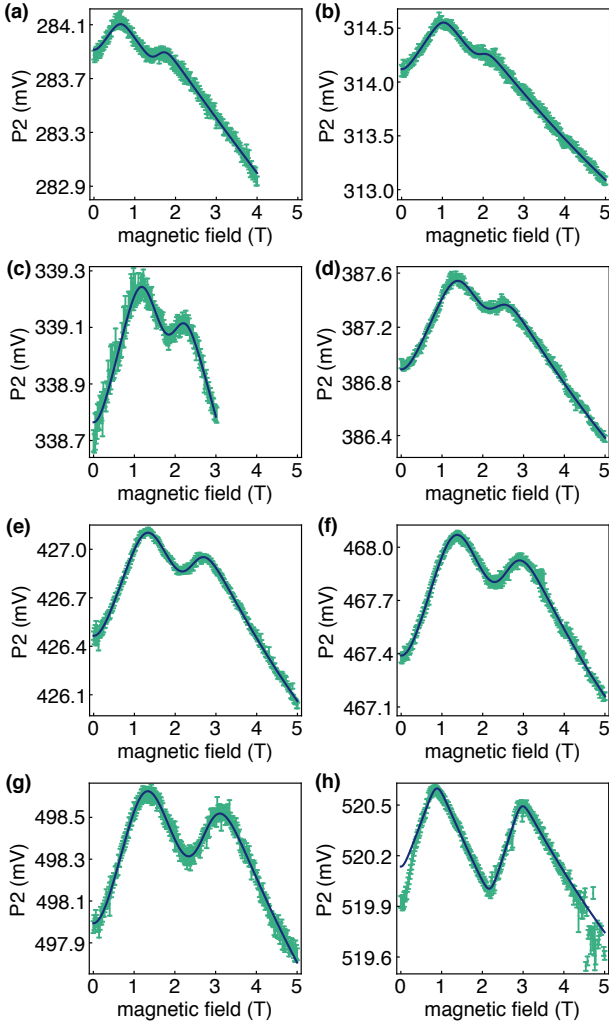 (a)
284.1
283.7
283.3
282.9
P2 (mV)
0 1 2 3 4 5
magnetic field (T)
(b)
314.5
314.0
313.5
313.0
P2 (mV)
0 1 2 3 4 5
magnetic field (T)
(c)
339.3
339.1
338.9
338.7
P2 (mV)
0 1 2 3 4 5
magnetic field (T)
(d)
387.6
387.2
386.8
386.4
P2 (mV)
0 1 2 3 4 5
magnetic field (T)
(e)
427.0
426.7
426.4
426.1
P2 (mV)
0 1 2 3 4 5
magnetic field (T)
(f)
468.0
467.7
467.4
467.1
P2 (mV)
0 1 2 3 4 5
magnetic field (T)
(g)
498.5
498.3
498.1
497.9
P2 (mV)
0 1 2 3 4 5
magnetic field (T)
(h)
520.5
520.2
519.9
519.6
P2 (mV)
0 1 2 3 4 5
magnetic field (T)